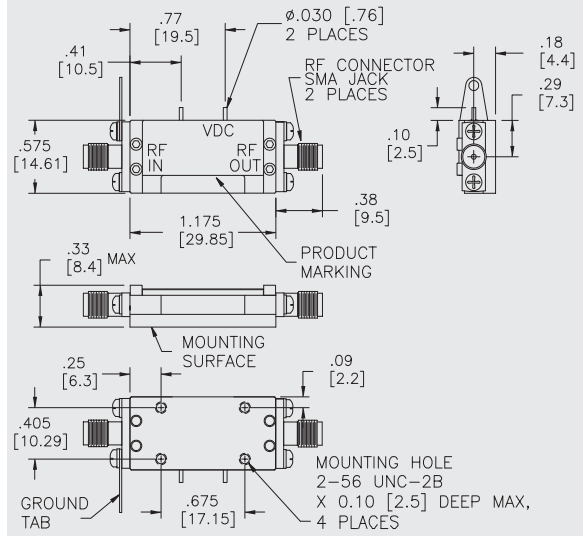 .77
[19.5]
ø.030 [.76]
2 PLACES
.41
[10.5]
RF CONNECTOR
SMA JACK
2 PLACES
.18
[4.4]
.29
[7.3]
.10
[2.5]
VDC
RF
IN
RF
OUT
.575
[14.61]
.38
[9.5]
1.175
[29.85]
PRODUCT
MARKING
.33
[8.4] MAX
MOUNTING
SURFACE
.25
[6.3]
.09
[2.2]
.405
[10.29]
.675
[17.15]
GROUND
TAB
MOUNTING HOLE
2-56 UNC-2B
X 0.10 [2.5] DEEP MAX,
4 PLACES